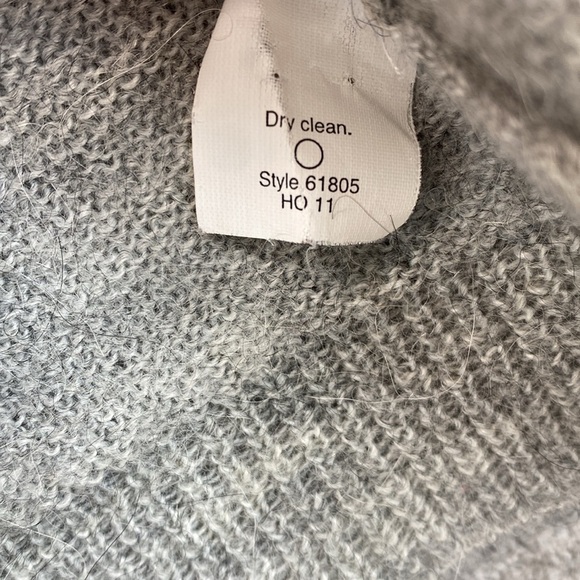 Dry clean.
Style 61805
HO 11